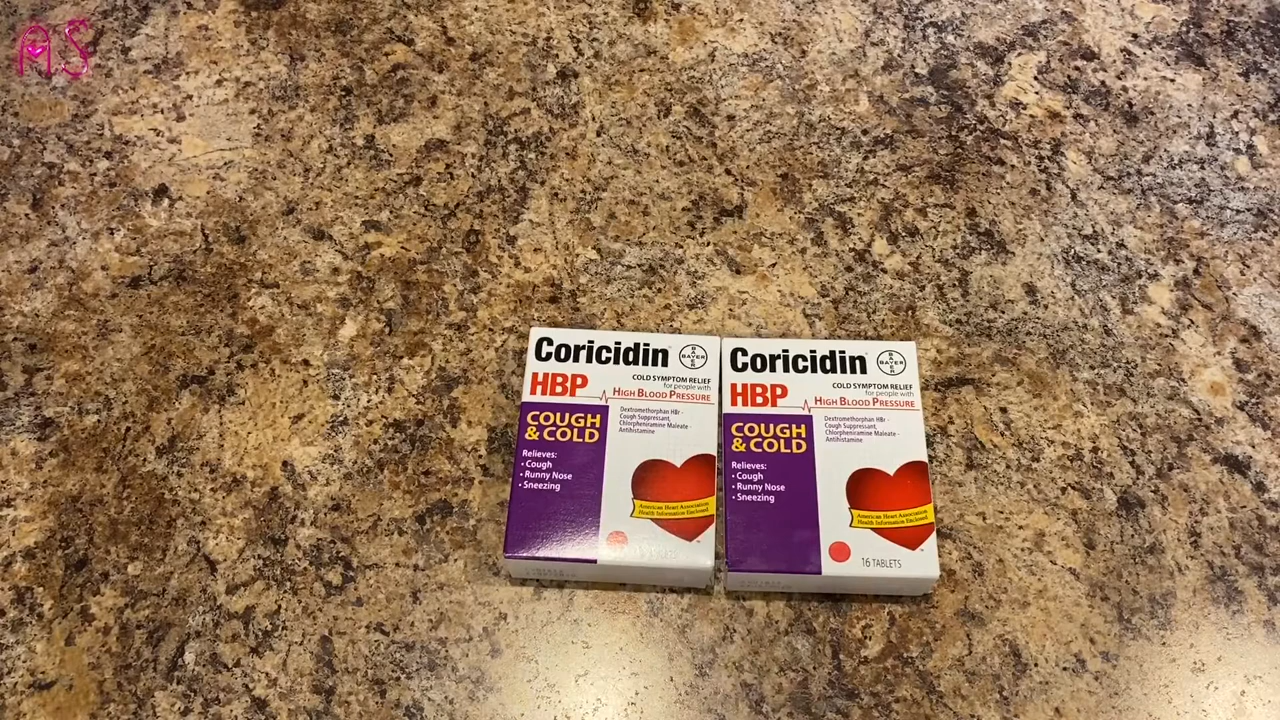 AS
Coricidin
BAYER
BAYER
HBP
COLD SYMPTOM RELIEF
for people with
HIGH BLOOD PRESSURE
COUGH
& COLD
Dextromethorphan HBr -
Cough Suppressant,
Chlorpheniramine Maleate -
Antihistamine
Relieves:
• Cough
• Runny Nose
• Sneezing
American Heart Association
Health Information Enclosed
Coricidin
BAYER
BAYER
HBP
COLD SYMPTOM RELIEF
for people with
HIGH BLOOD PRESSURE
COUGH
& COLD
Dextromethorphan HBr -
Cough Suppressant,
Chlorpheniramine Maleate -
Antihistamine
Relieves:
• Cough
• Runny Nose
• Sneezing
American Heart Association
Health Information Enclosed
16 TABLETS